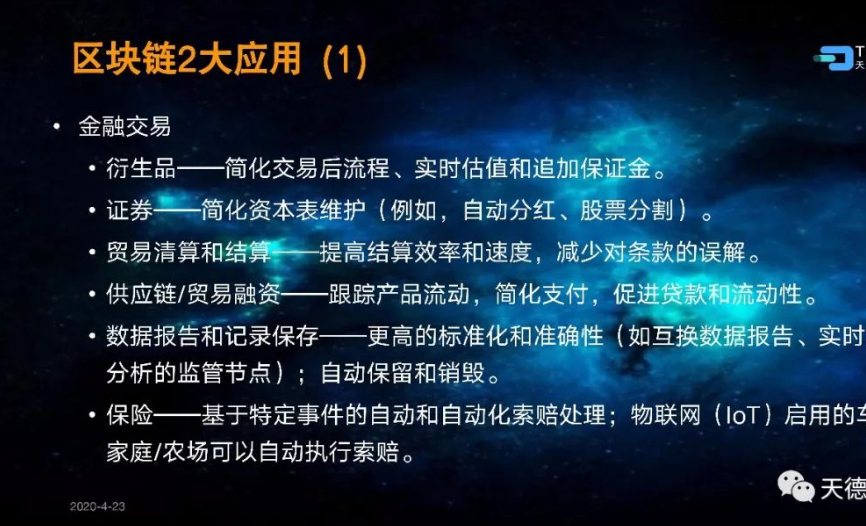 区块链2大应用（1）
T
天
• 金融交易
• 衍生品——简化交易后流程、实时估值和追加保证金。
• 证券——简化资本表维护（例如，自动分红、股票分割）。
• 贸易清算和结算——提高结算效率和速度，减少对条款的误解。
• 供应链/贸易融资——跟踪产品流动，简化支付，促进贷款和流动性。
• 数据报告和记录保存——更高的标准化和准确性（如互换数据报告、实时
分析的监管节点）；自动保留和销毁。
• 保险——基于特定事件的自动和自动化索赔处理；物联网（IoT）启用的
家庭/农场可以自动执行索赔。
天德
2020-4-23